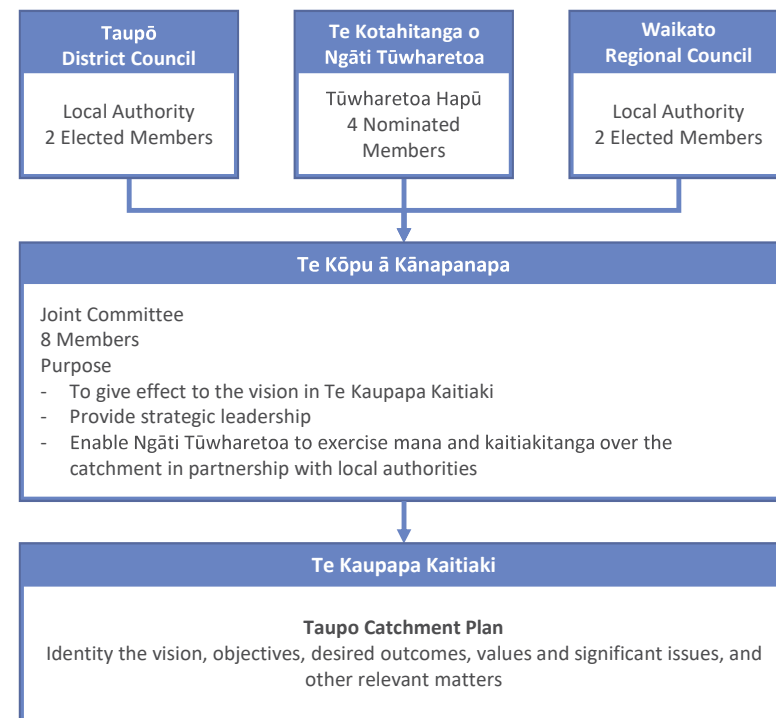 Taupō
District Council
Local Authority
2 Elected Members
Te Kotahitanga o
Ngāti Tūwharetoa
Tūwharetoa Hapū
4 Nominated
Members
Waikato
Regional Council
Local Authority
2 Elected Members
Te Kōpu ā Kānapanapa
Joint Committee
8 Members
Purpose
- To give effect to the vision in Te Kaupapa Kaitiaki
- Provide strategic leadership
- Enable Ngāti Tūwharetoa to exercise mana and kaitiakitanga over the
catchment in partnership with local authorities
Te Kaupapa Kaitiaki
Taupo Catchment Plan
Identity the vision, objectives, desired outcomes, values and significant issues, and
other relevant matters